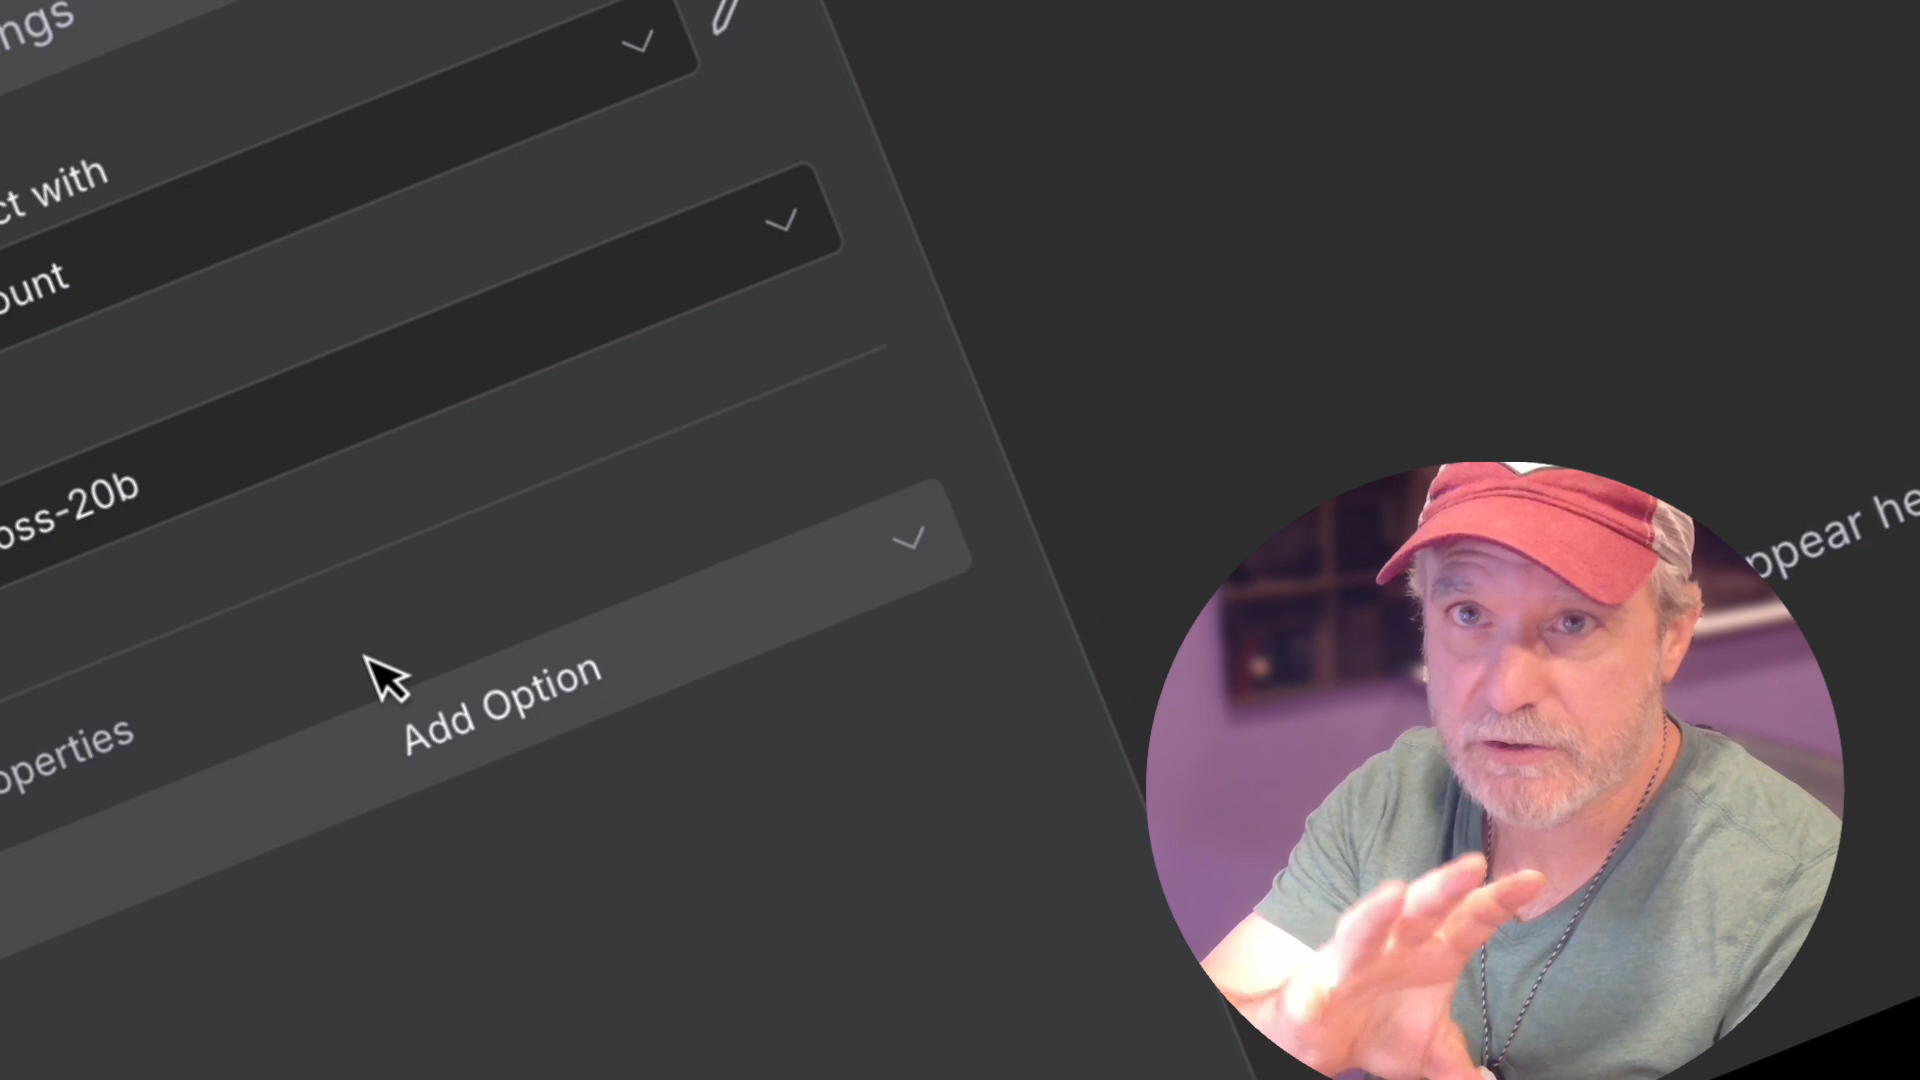 ngs
ct with
ount
oss-20b
operties
Add Option
ppear he